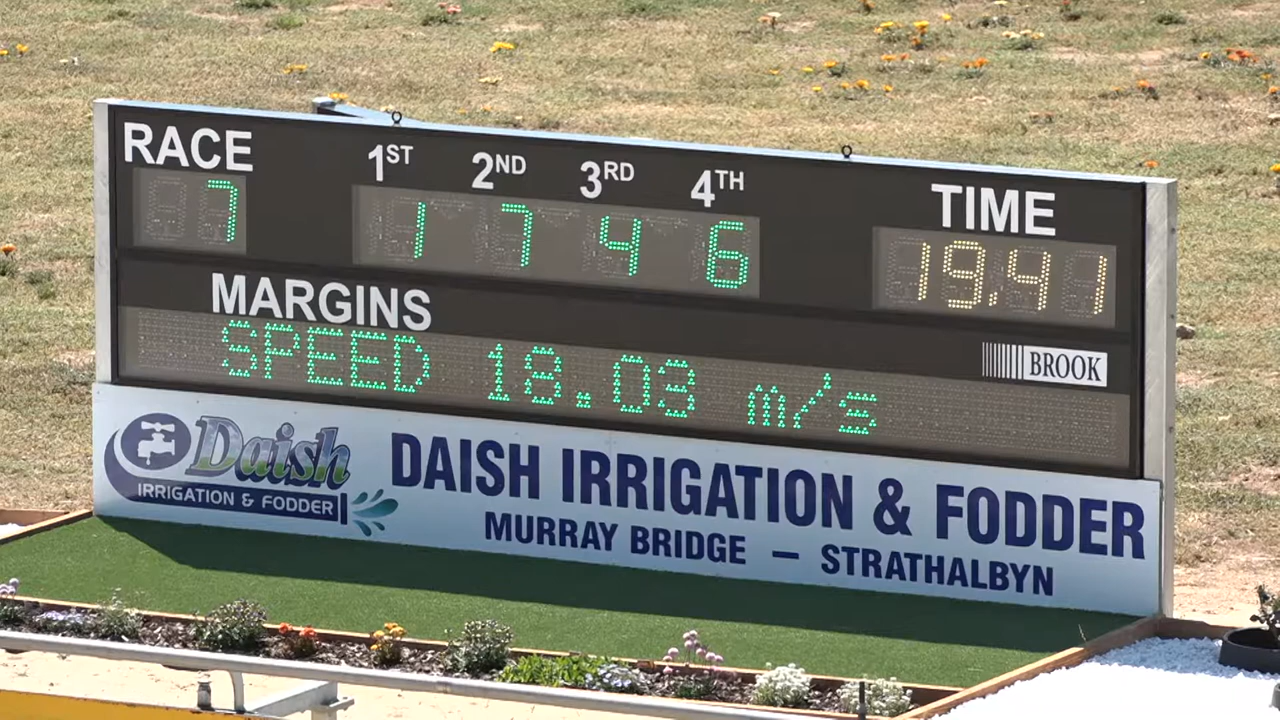 RACE 1ST 2ND 3RD 4TH TIME
7 1 7 4 6 19.41
MARGINS
BROOK
SPEED 18.03 m/s
Daish
IRRIGATION & FODDER
DAISH IRRIGATION & FODDER
MURRAY BRIDGE – STRATHALBYN